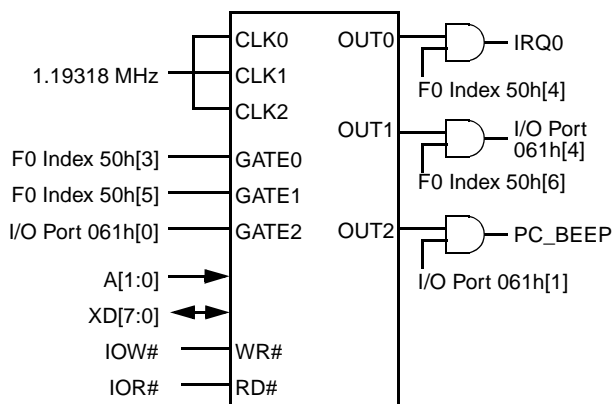 CLK0
OUT0
IRQ0
1.19318 MHz
CLK1
F0 Index 50h[4]
CLK2
OUT1
I/O Port
061h[4]
F0 Index 50h[3]
GATE0
F0 Index 50h[6]
F0 Index 50h[5]
GATE1
I/O Port 061h[0]
GATE2
OUT2
PC_BEEP
A[1:0]
I/O Port 061h[1]
XD[7:0]
IOW#
WR#
IOR#
RD#